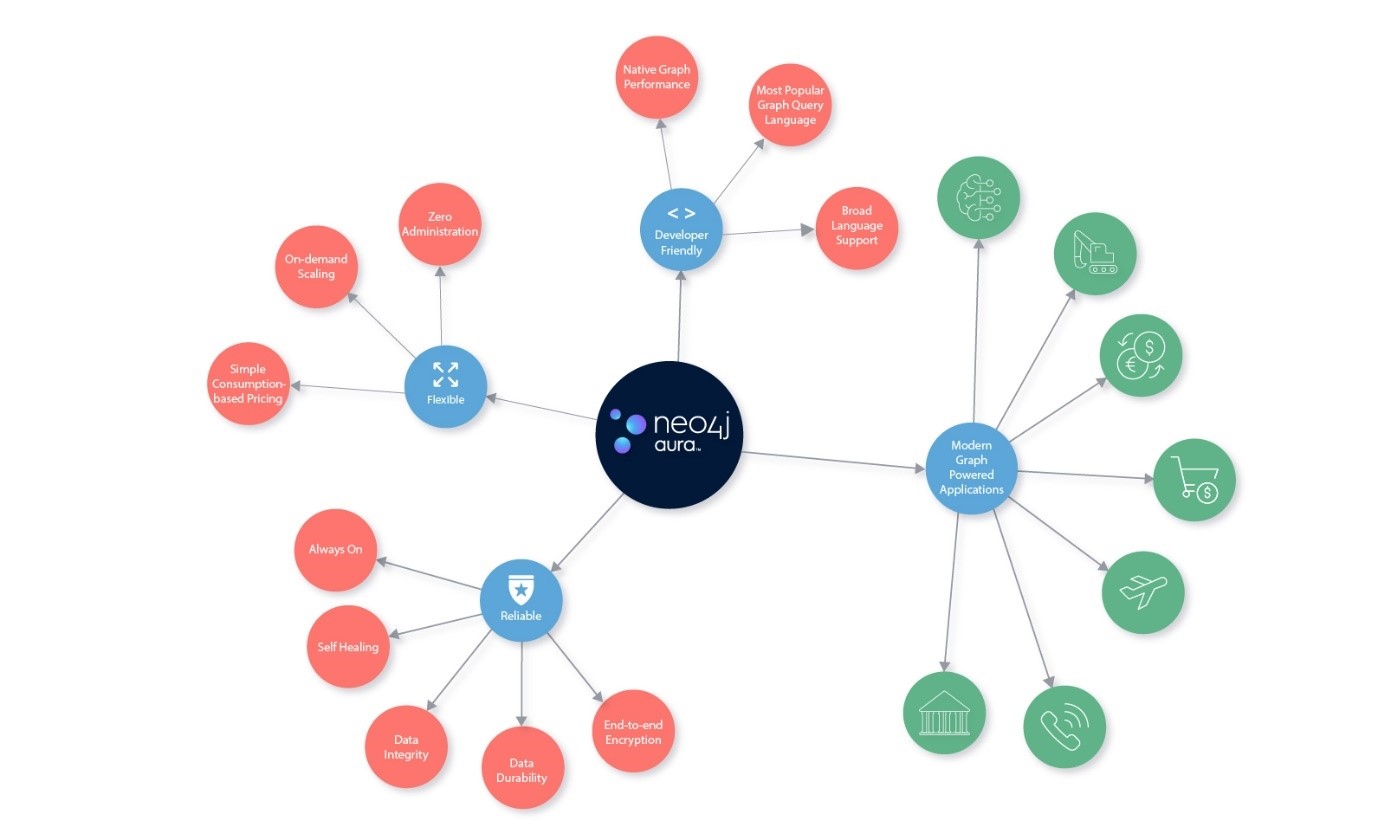 Native Graph
Performance
Most Popular
Graph Query
Language
< >
Developer
Friendly
Broad
Language
Support
Zero
Administration
On-demand
Scaling
Simple
Consumption-
based Pricing
Flexible
neo4j
aura™
Modern
Graph
Powered
Applications
$
€
$
Always On
Self Healing
Reliable
Data
Integrity
Data
Durability
End-to-end
Encryption